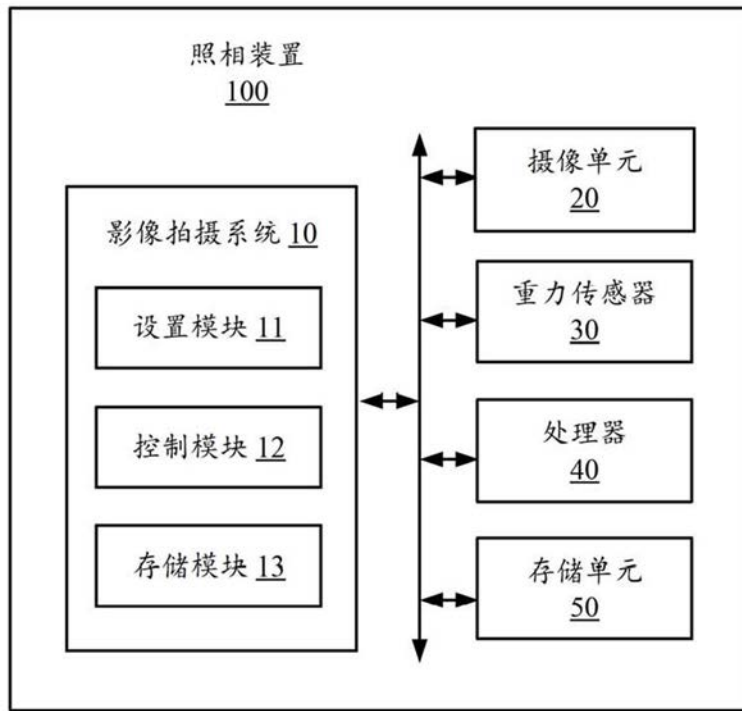 照相装置
100
影像拍摄系统 10
设置模块 11
控制模块 12
存储模块 13
摄像单元
20
重力传感器
30
处理器
40
存储单元
50